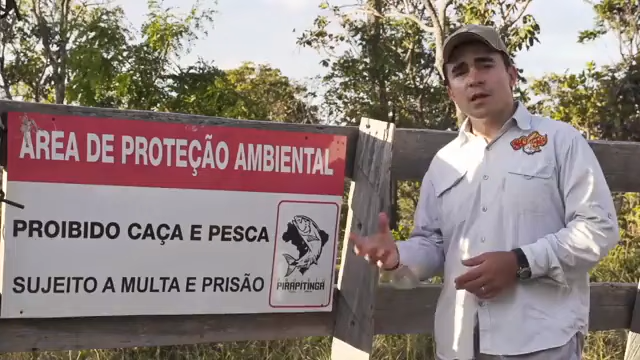 ÁREA DE PROTEÇÃO AMBIENTAL
PROIBIDO CAÇA E PESCA
SUJEITO A MULTA E PRISÃO
PIRAPITINGA